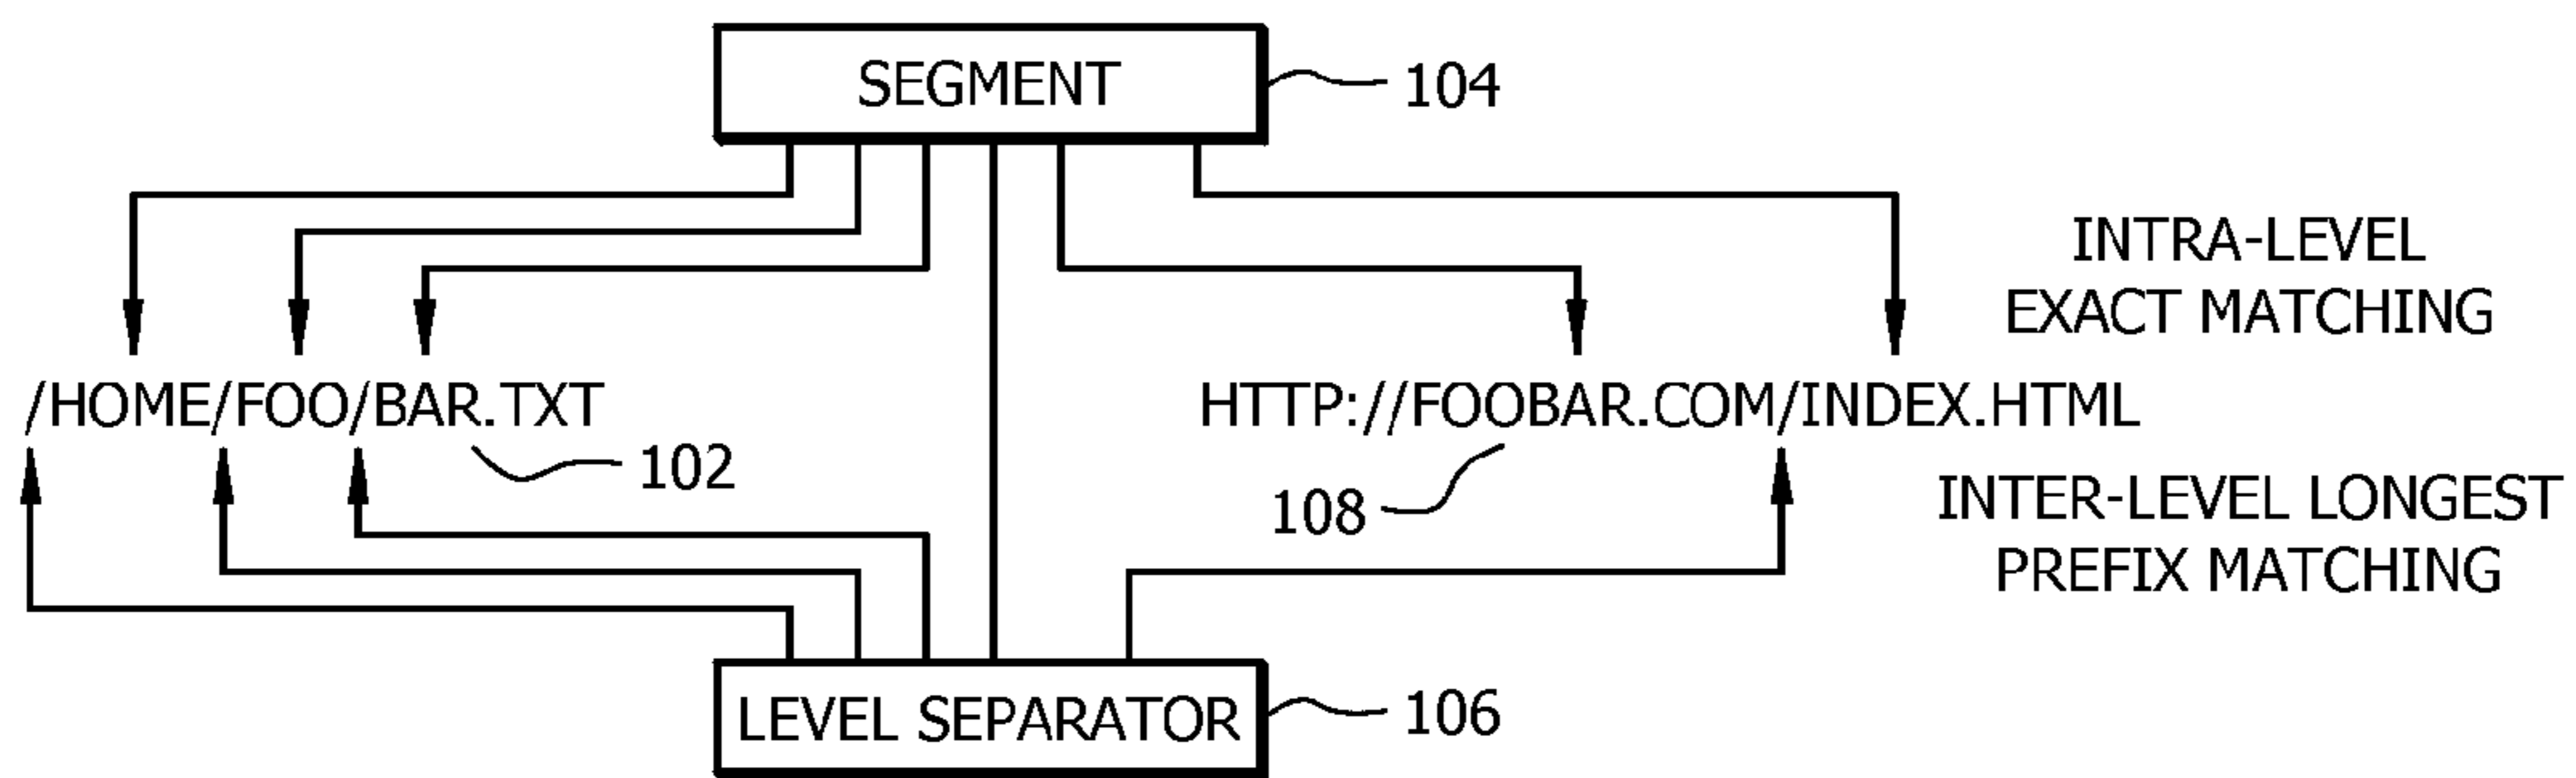 SEGMENT
104
INTRA-LEVEL
EXACT MATCHING
/HOME/FOO/BAR.TXT
HTTP://FOOBAR.COM/INDEX.HTML
102
108
INTER-LEVEL LONGEST
PREFIX MATCHING
LEVEL SEPARATOR
106